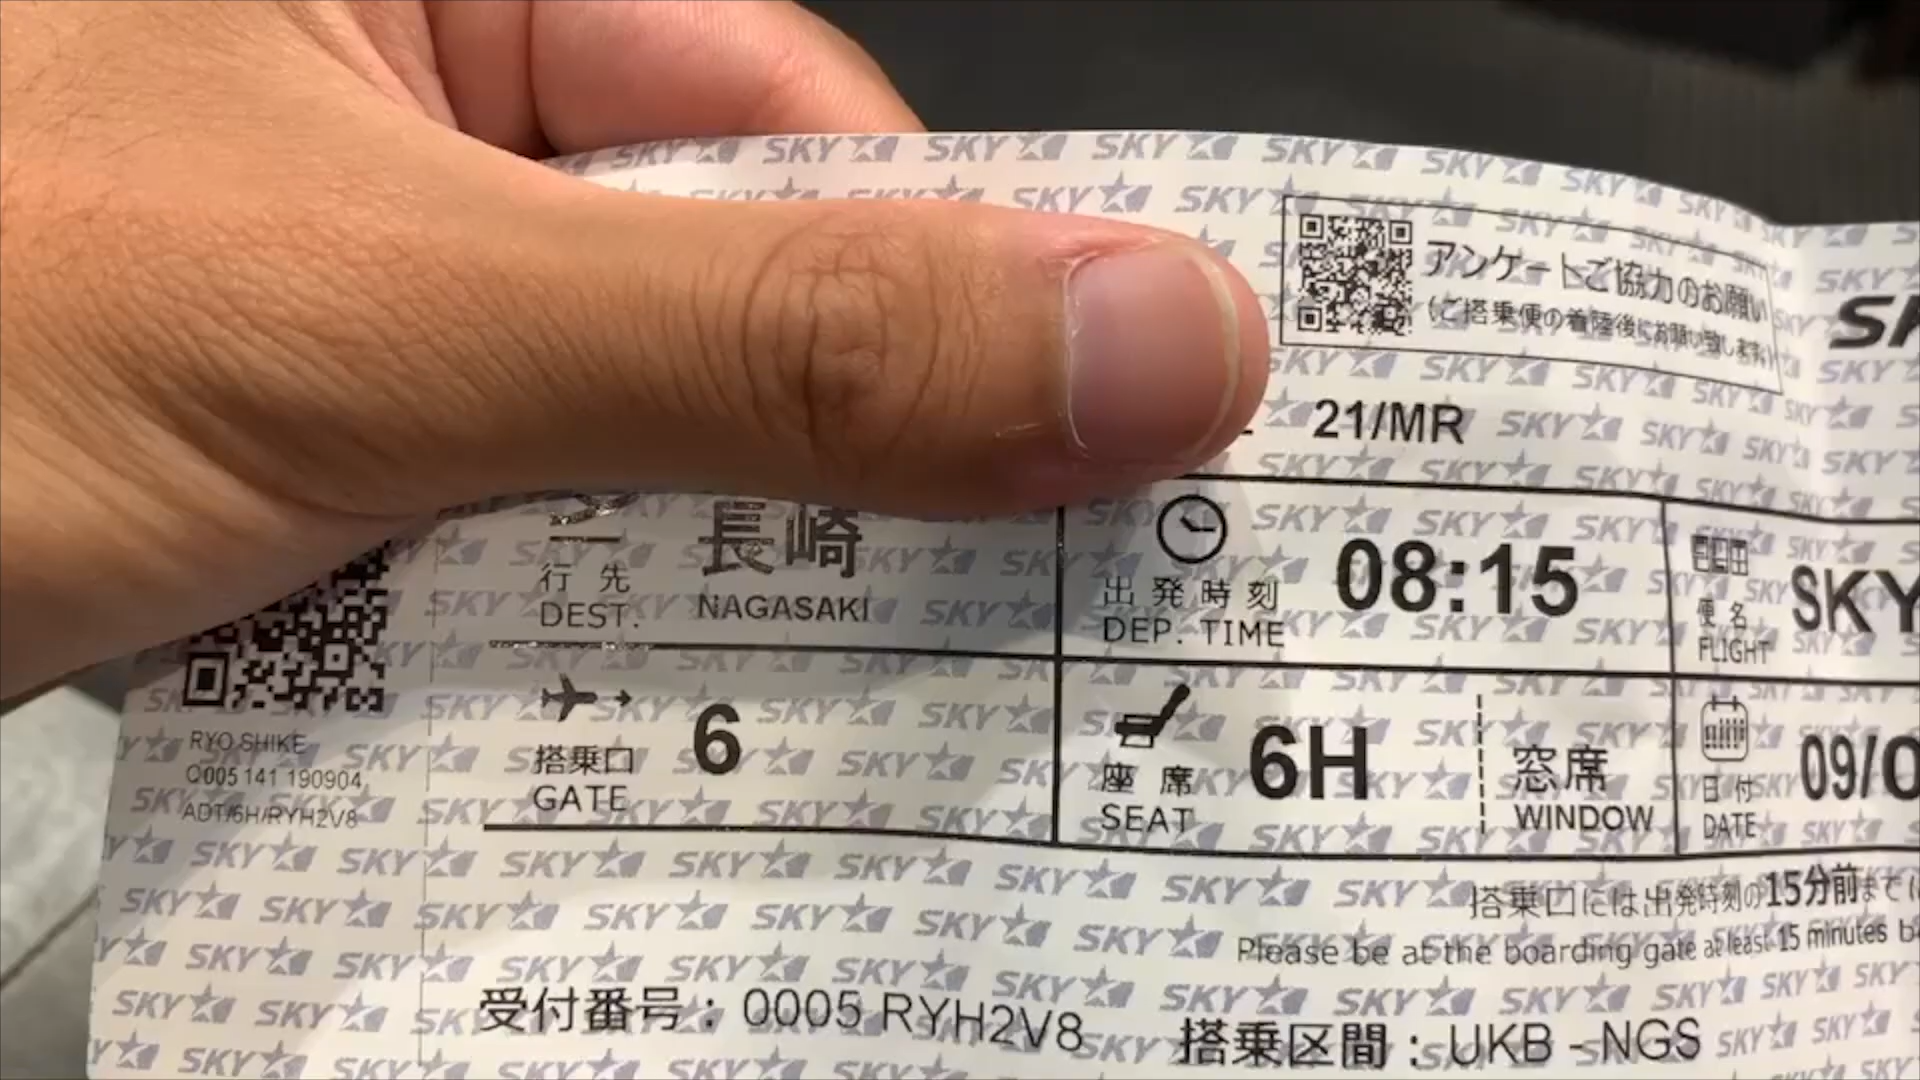 アンケートご協力のお願い
(ご搭乗便の着陸後にお願い致します。)
21/MR
長崎
行先
DEST.
NAGASAKI
出発時刻
DEP. TIME
08:15
便名
FLIGHT
SKY
搭乗口
GATE
6
座席
SEAT
6H
窓席
WINDOW
日付
DATE
09/O
RYO SHIKE
141 190904
ADT/6H/RYH2V8
搭乗口には出発時刻の15分前まで
Please be at the boarding gate at least 15 minutes
受付番号：0005 RYH2V8
搭乗区間：UKB - NGS